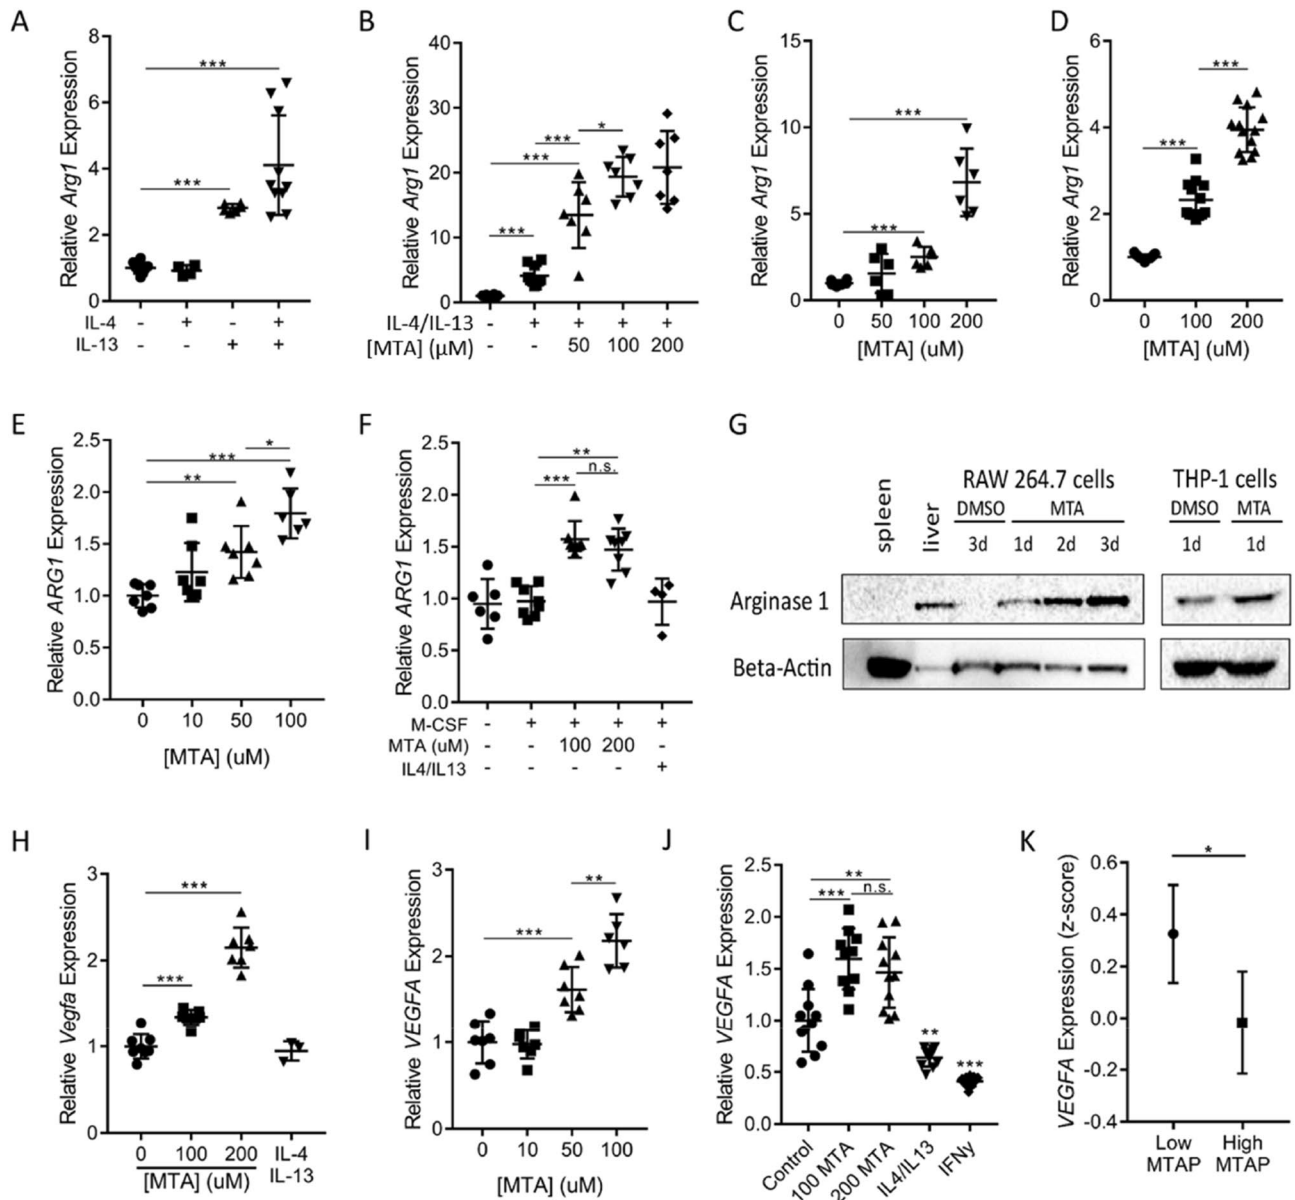 A
Relative Arg1 Expression
8
6
4
2
0
***
***
IL-4 - + - +
IL-13 - - + +
B
Relative Arg1 Expression
40
30
20
10
0
***
***
***
*
IL-4/IL-13 - + + + +
[MTA] (µM) - - 50 100 200
C
Relative Arg1 Expression
15
10
5
0
***
***
0 50 100 200
[MTA] (uM)
D
Relative Arg1 Expression
6
4
2
0
***
***
0 100 200
[MTA] (uM)
E
Relative ARG1 Expression
2.5
2.0
1.5
1.0
0.5
0.0
*
***
**
0 10 50 100
[MTA] (uM)
F
Relative ARG1 Expression
2.5
2.0
1.5
1.0
0.5
0.0
**
n.s.
***
M-CSF - + + + +
MTA (uM) - - 100 200 -
IL4/IL13 - - - - +
G
spleen
liver
RAW 264.7 cells
DMSO MTA
3d 1d 2d 3d
THP-1 cells
DMSO MTA
1d 1d
Arginase 1
Beta-Actin
H
Relative Vegfa Expression
3
2
1
0
***
***
0 100 200 IL-4
IL-13
[MTA] (uM)
I
Relative VEGFA Expression
3
2
1
0
**
***
0 10 50 100
[MTA] (uM)
J
Relative VEGFA Expression
2.5
2.0
1.5
1.0
0.5
0.0
**
n.s.
***
**
***
Control
100 MTA
200 MTA
IL4/IL13
IFNy
K
VEGFA Expression (z-score)
0.6
0.4
0.2
0.0
-0.2
-0.4
*
Low High
MTAP MTAP